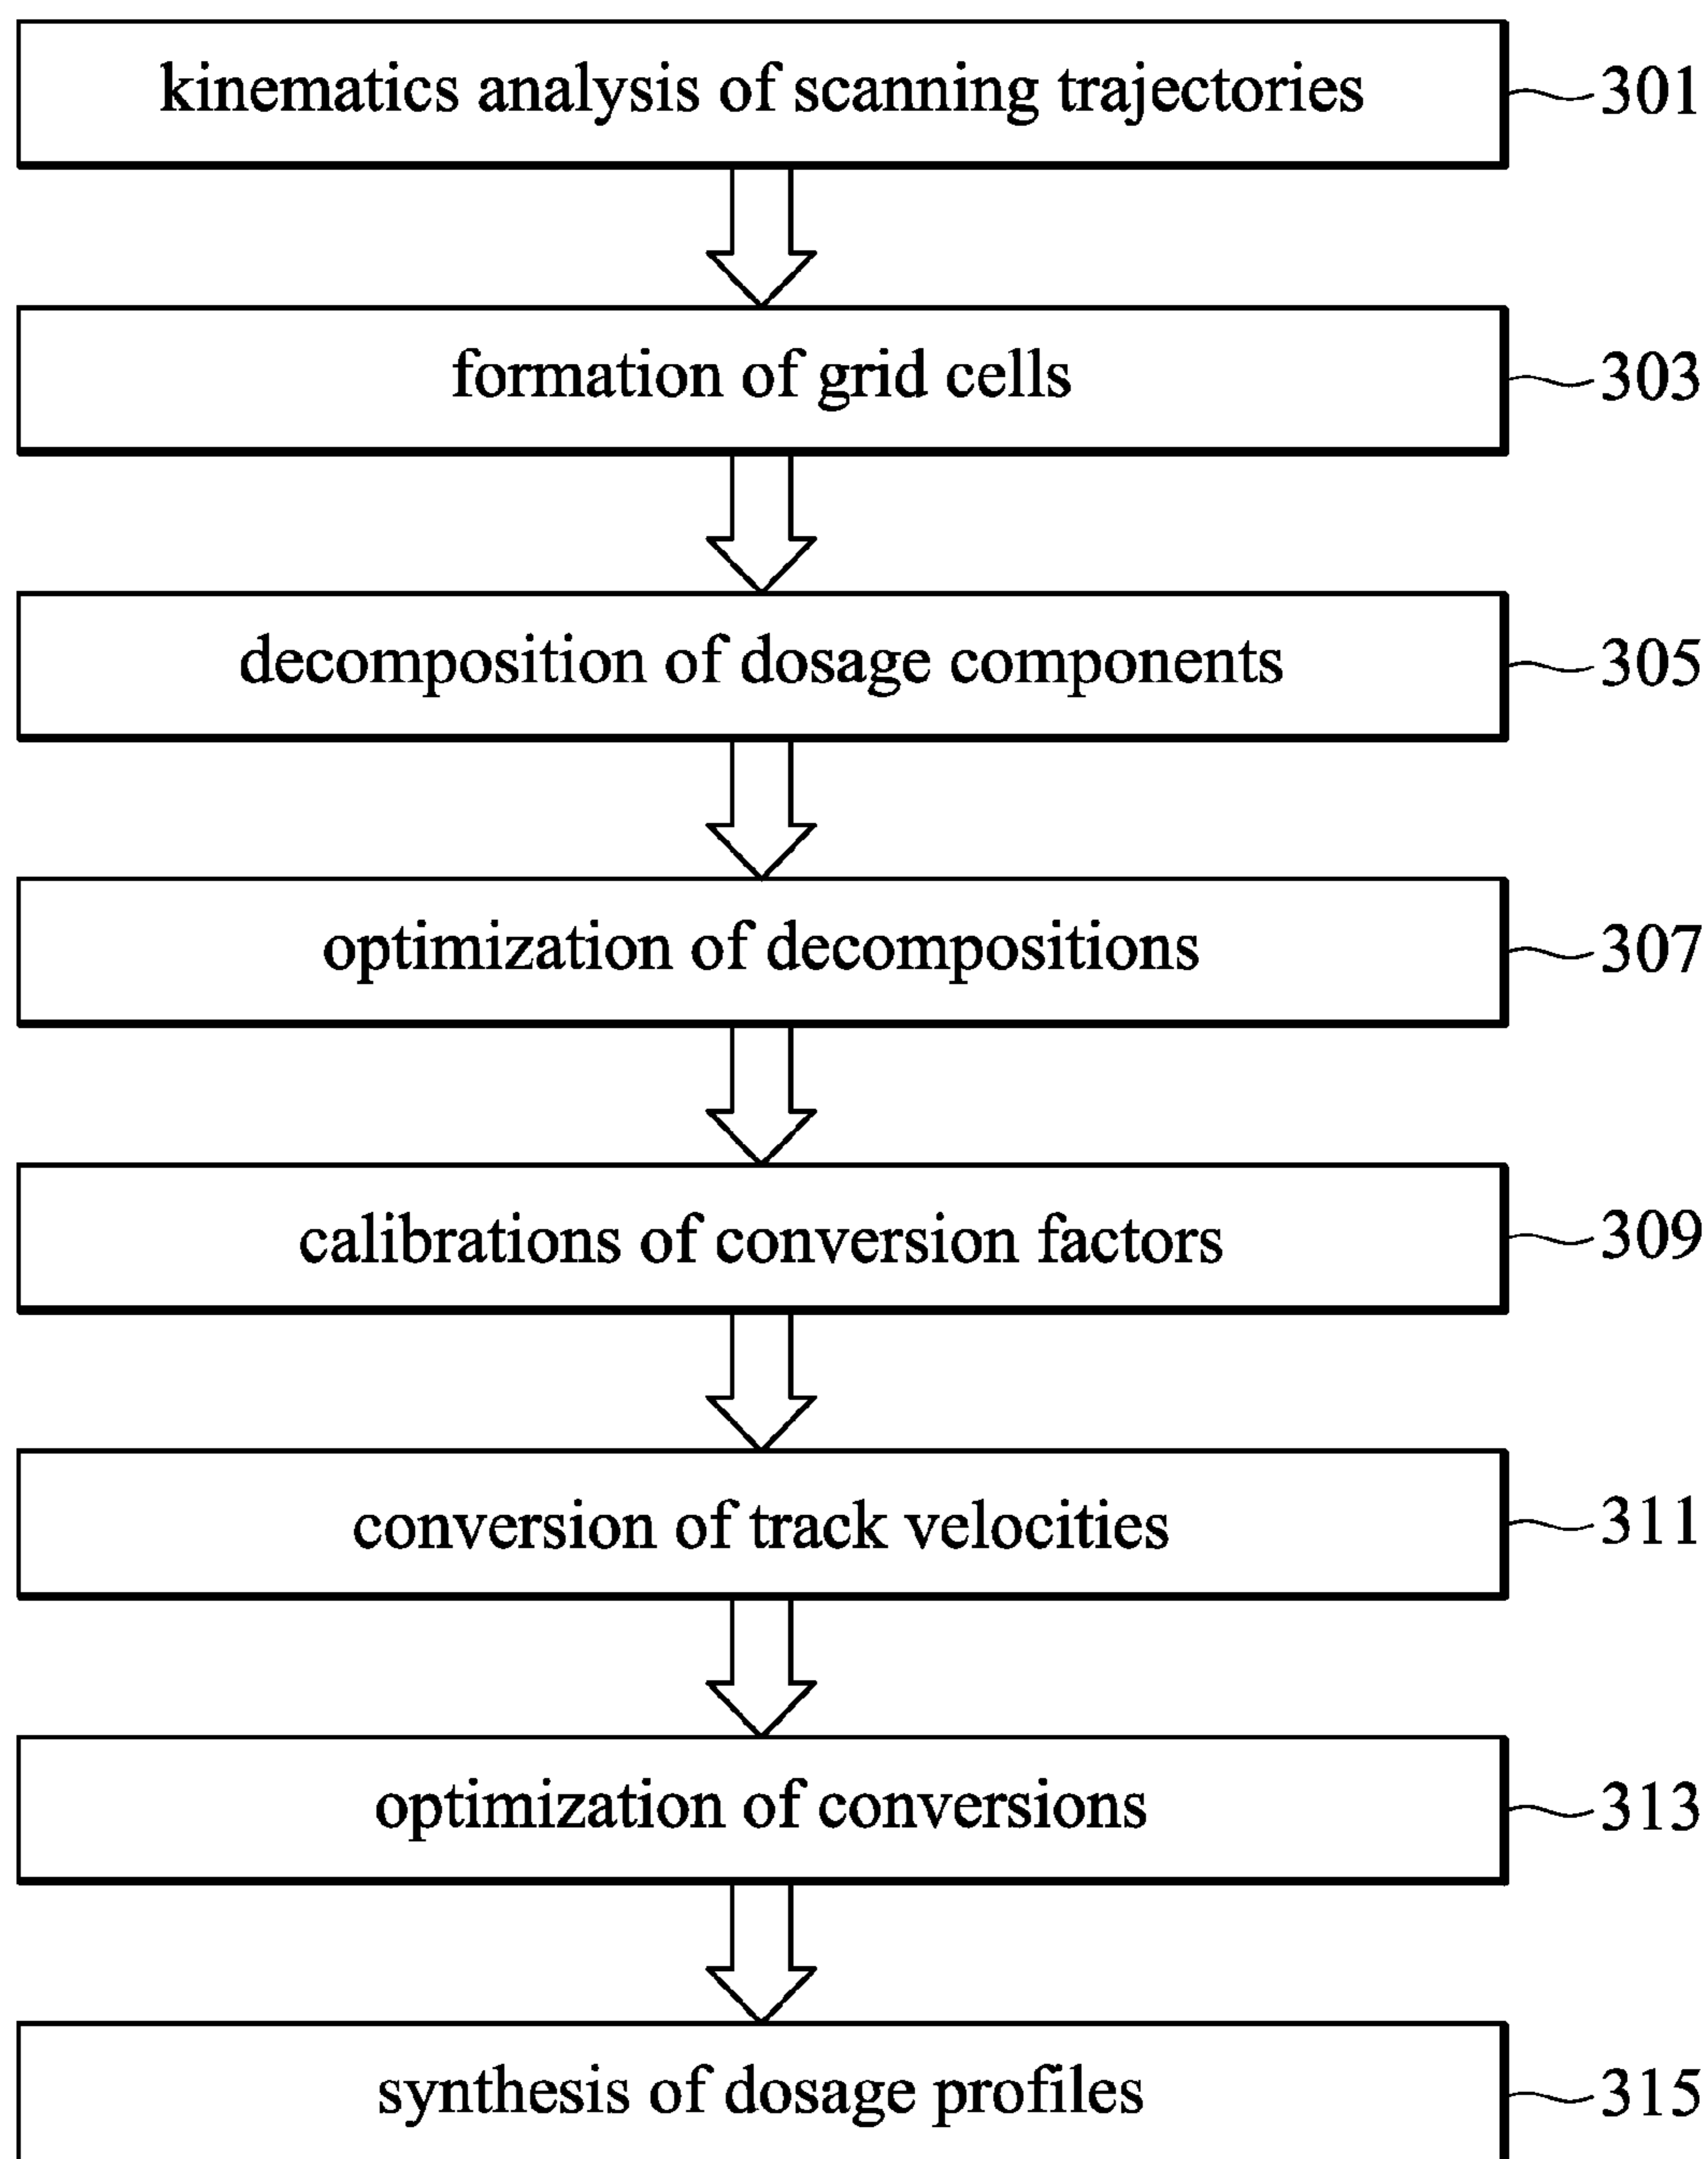 kinematics analysis of scanning trajectories 301
formation of grid cells 303
decomposition of dosage components 305
optimization of decompositions 307
calibrations of conversion factors 309
conversion of track velocities 311
optimization of conversions 313
synthesis of dosage profiles 315